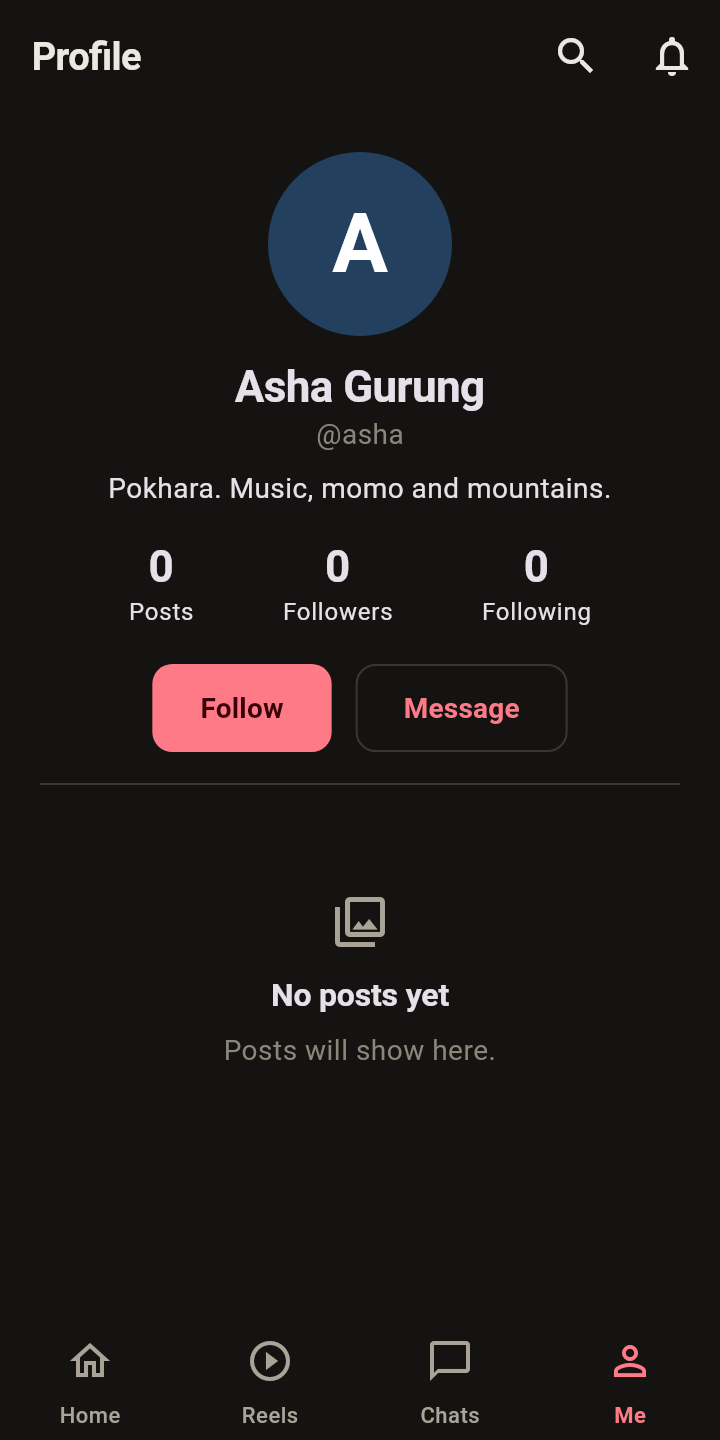 Profile
A
Asha Gurung
@asha
Pokhara. Music, momo and mountains.
0 0 0
Posts Followers Following
Follow Message
No posts yet
Posts will show here.
Home Reels Chats Me